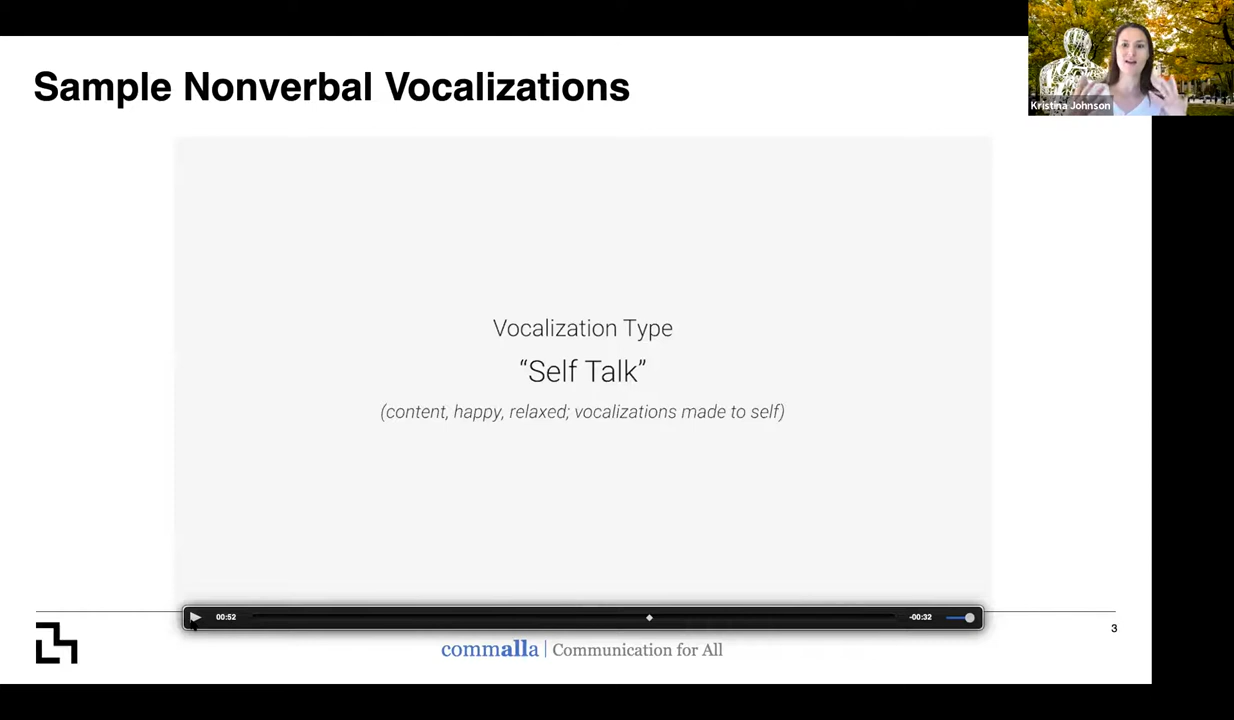 Sample Nonverbal Vocalizations
Kristina Johnson
Vocalization Type
“Self Talk”
(content, happy, relaxed; vocalizations made to self)
00:52
-00:32
commalla | Communication for All
3